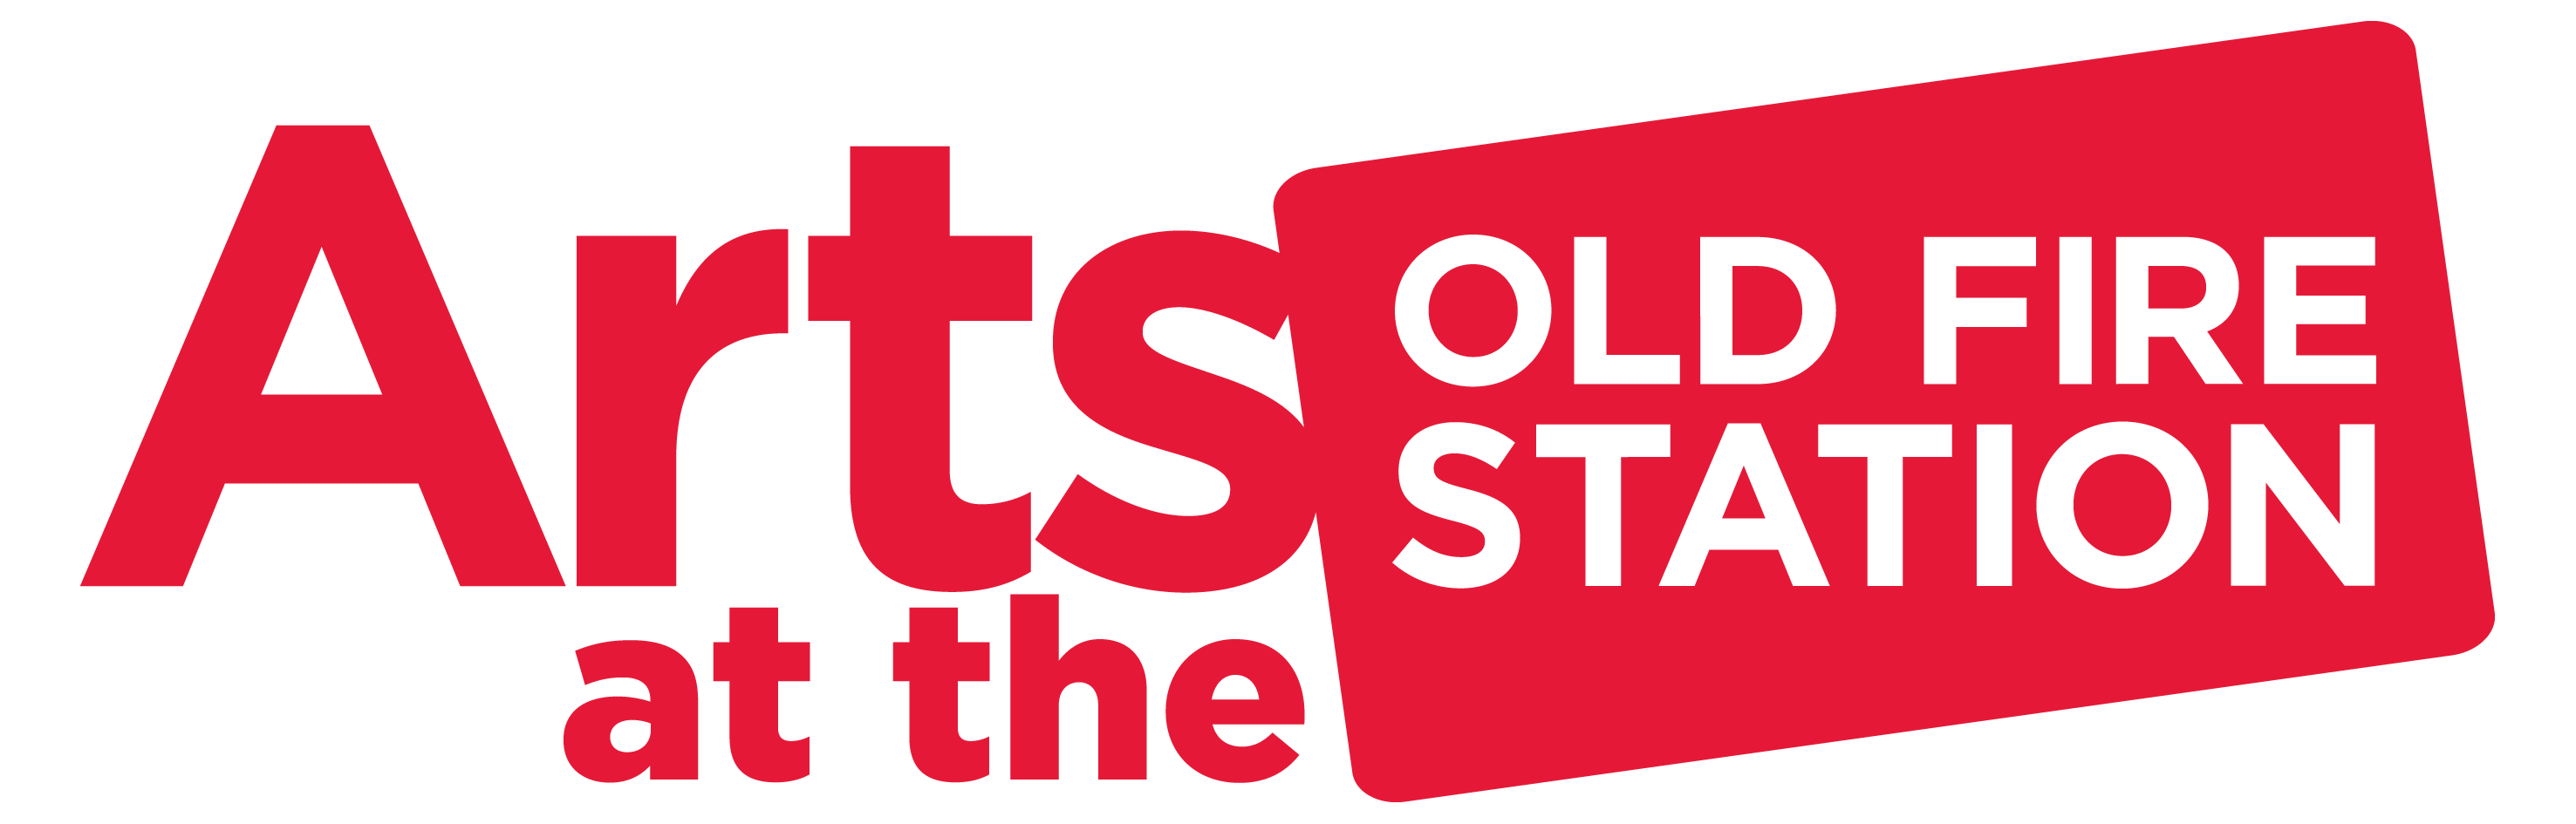 Arts
at the
OLD FIRE
STATION